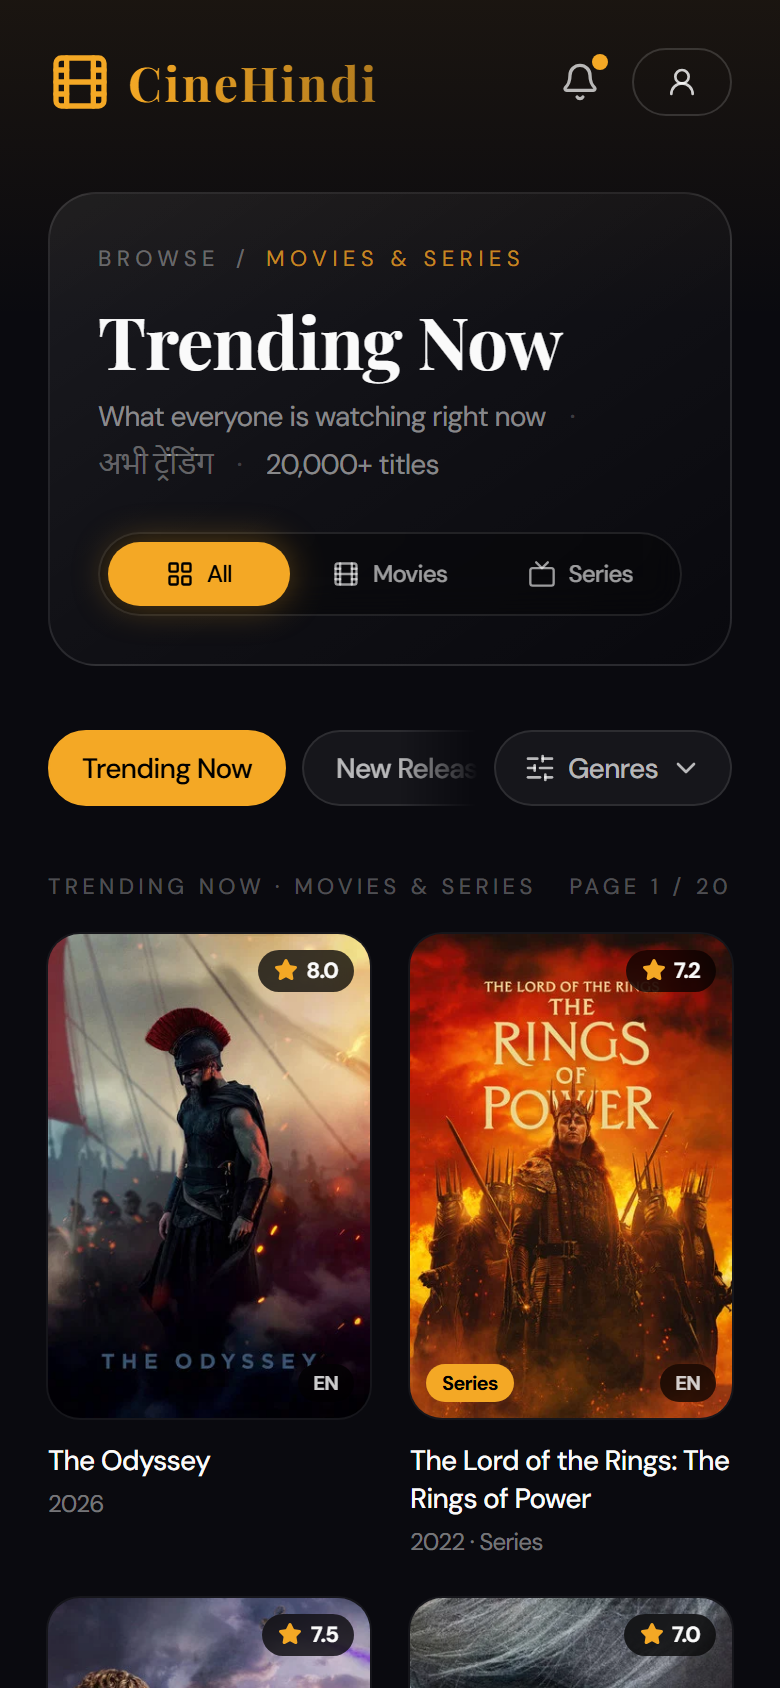 CineHindi
BROWSE / MOVIES & SERIES
Trending Now
What everyone is watching right now ·
अभी ट्रेंडिंग · 20,000+ titles
All Movies Series
Trending Now New Releas Genres
TRENDING NOW · MOVIES & SERIES PAGE 1 / 20
8.0
THE ODYSSEY
EN
7.2
THE LORD OF THE RINGS
THE
RINGS
OF
POWER
Series EN
The Odyssey
2026
The Lord of the Rings: The
Rings of Power
2022 · Series
7.5
7.0